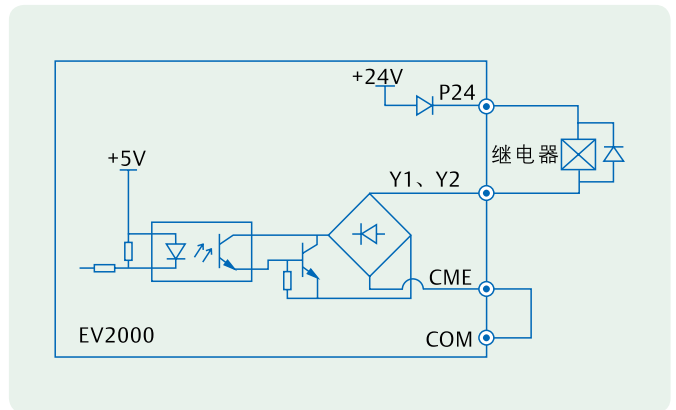 +24V
P24
+5V
继电器
Y1、Y2
CME
EV2000
COM